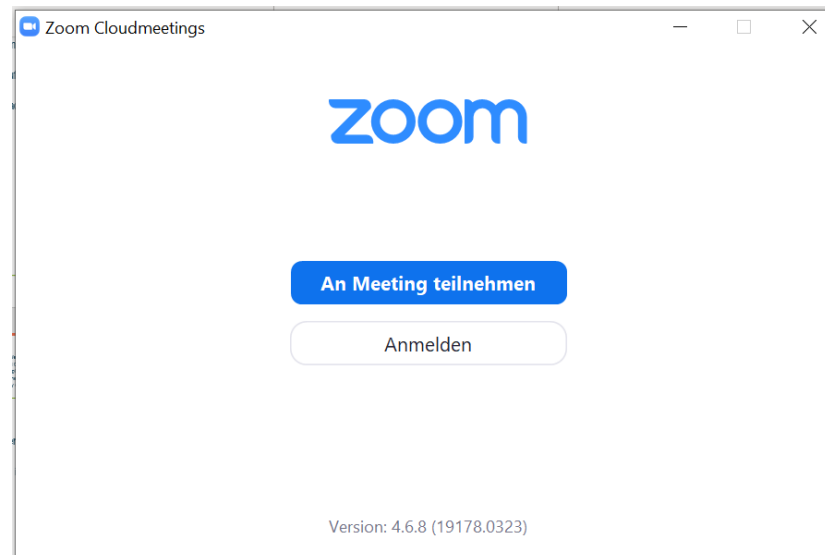 Zoom Cloudmeetings
zoom
An Meeting teilnehmen
Anmelden
Version: 4.6.8 (19178.0323)